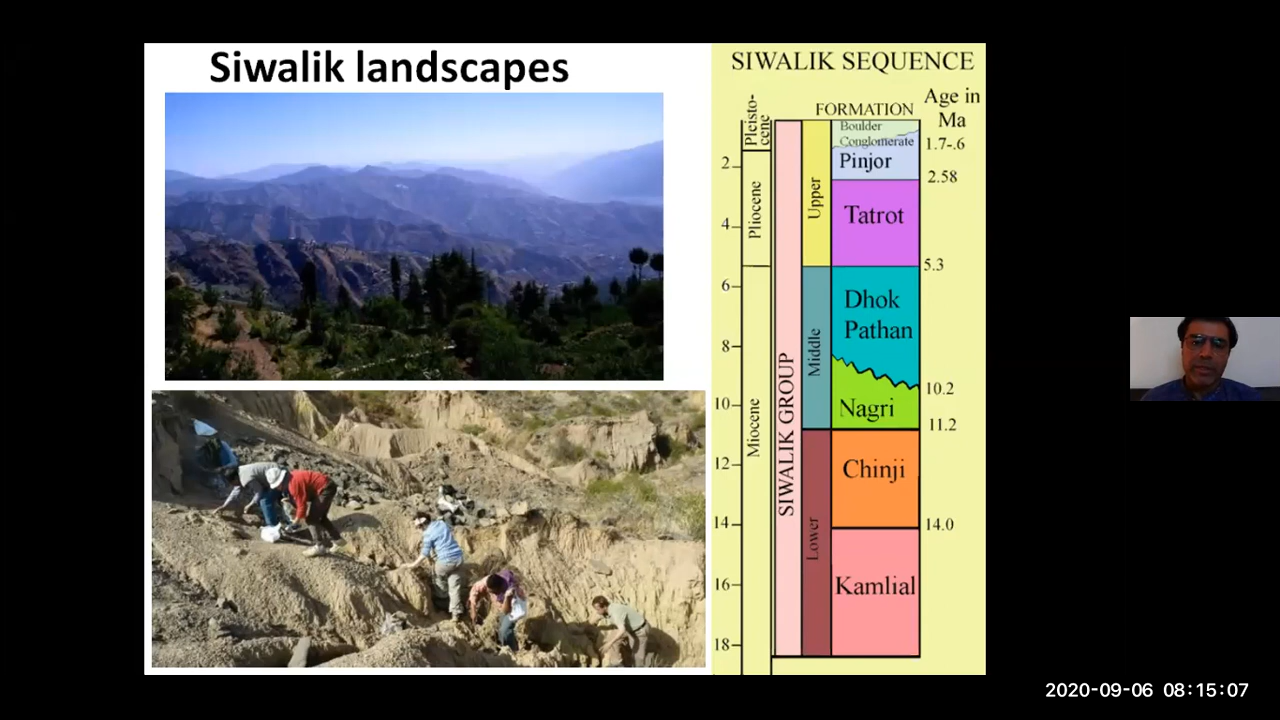 Siwalik landscapes
SIWALIK SEQUENCE
Pleisto-
cene
FORMATION
Age in
Ma
Boulder
Conglomerate
1.7-.6
Pinjor
2
2.58
Pliocene
Upper
Tatrot
4
5.3
6
Dhok
Pathan
8
Middle
SIWALIK GROUP
10.2
10
Nagri
Miocene
11.2
12
Chinji
14
14.0
Lower
16
Kamlial
18
2020-09-06 08:15:07